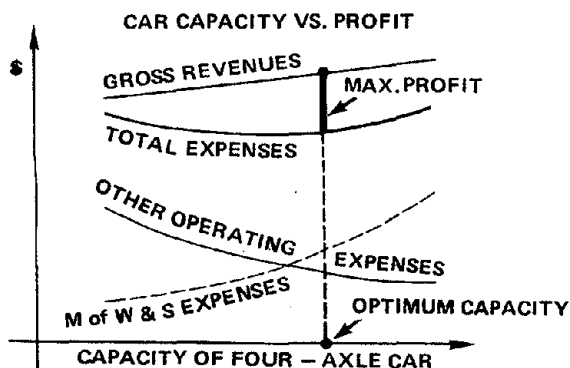 CAR CAPACITY VS. PROFIT
$
GROSS REVENUES
MAX. PROFIT
TOTAL EXPENSES
OTHER OPERATING EXPENSES
M of W & S EXPENSES
OPTIMUM CAPACITY
CAPACITY OF FOUR – AXLE CAR